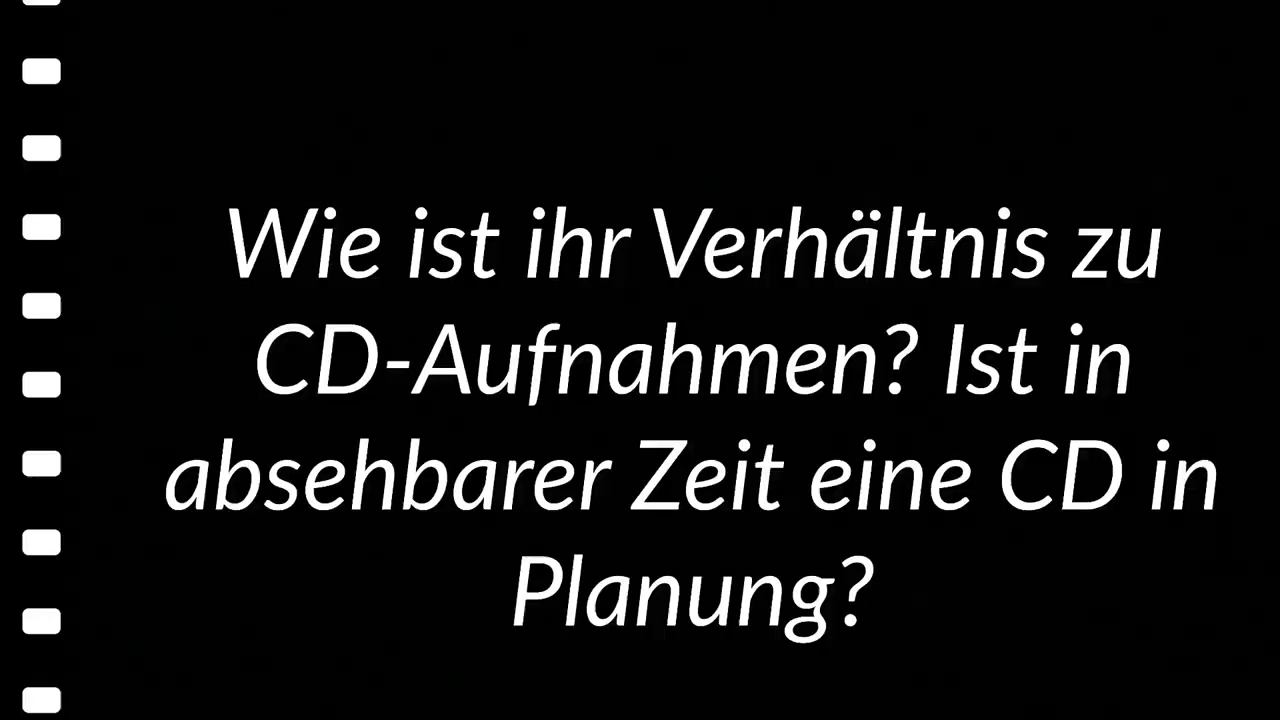 Wie ist ihr Verhältnis zu
CD-Aufnahmen? Ist in
absehbarer Zeit eine CD in
Planung?